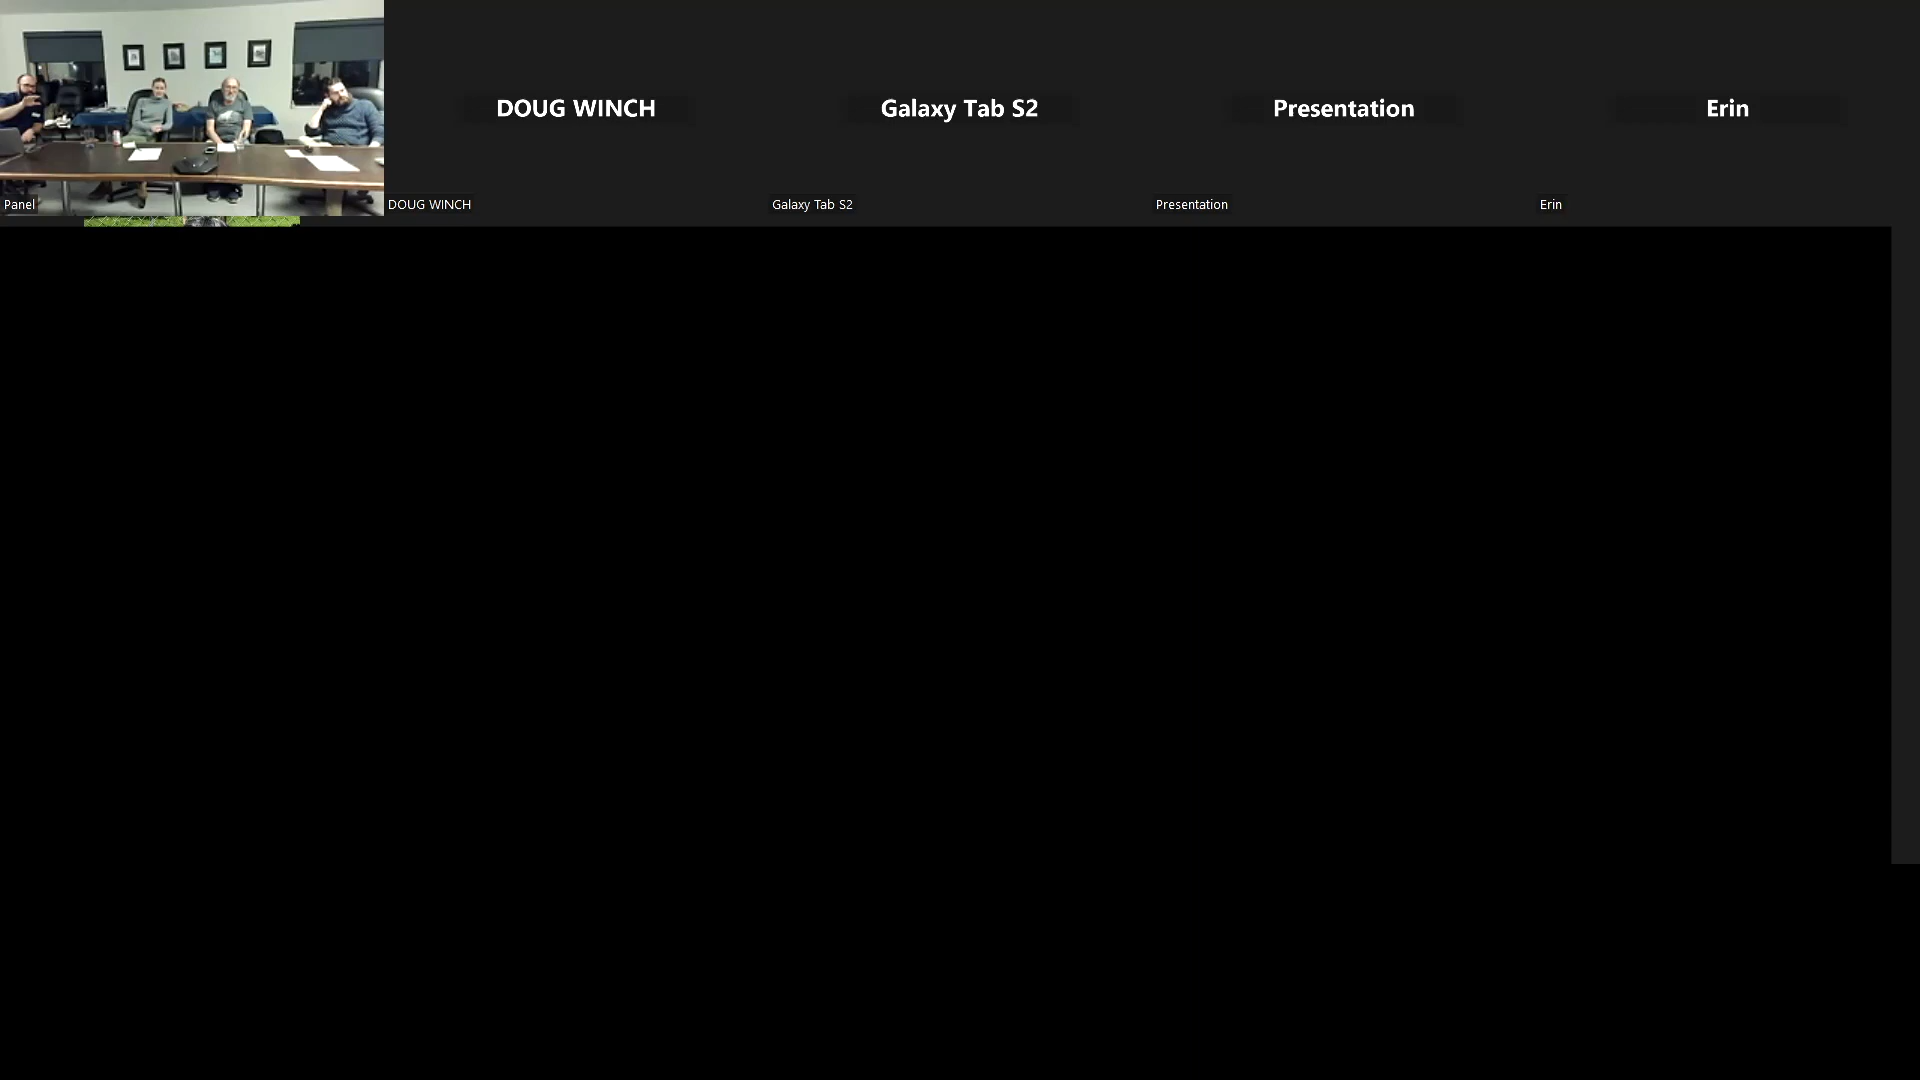 DOUG WINCH
Galaxy Tab S2
Presentation
Erin
Panel
DOUG WINCH
Galaxy Tab S2
Presentation
Erin